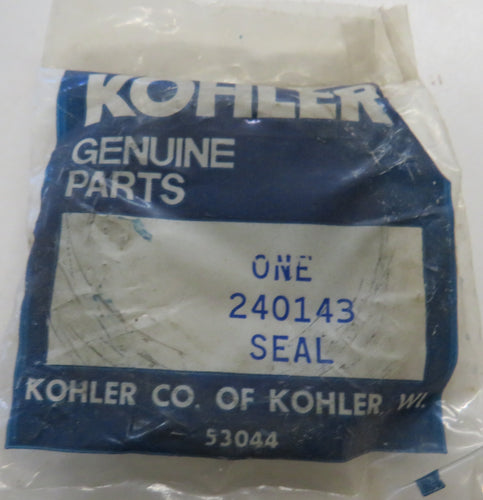 KOHLER
GENUINE
PARTS
ONE
240143
SEAL
KOHLER CO. OF KOHLER, WI.
53044